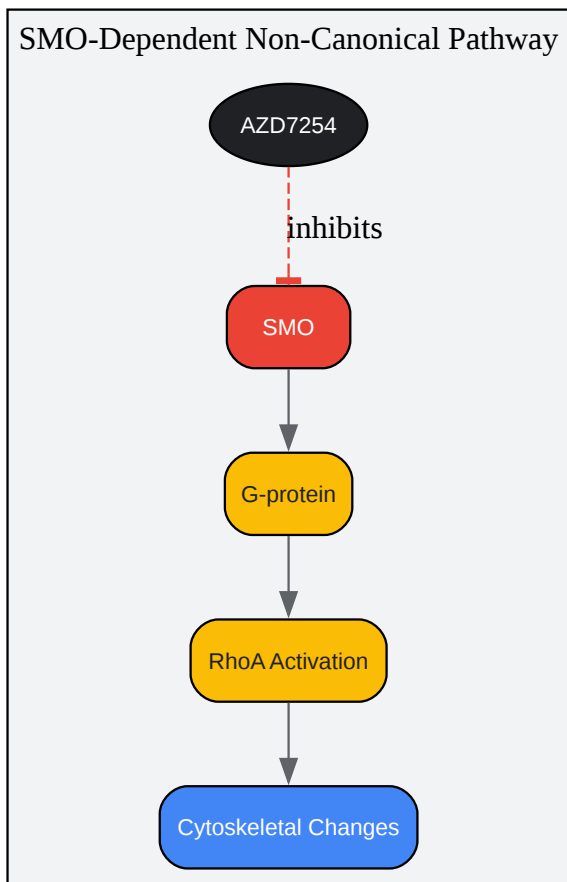 SMO-Dependent Non-Canonical Pathway
AZD7254
inhibits
SMO
G-protein
RhoA Activation
Cytoskeletal Changes